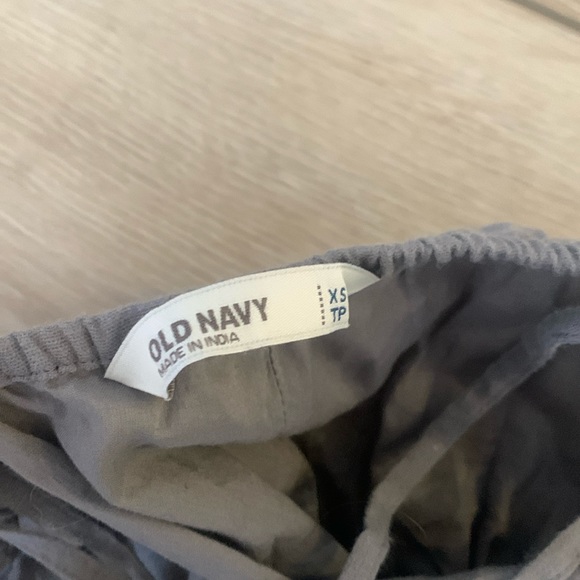 OLD NAVY
MADE IN INDIA
XS
TP